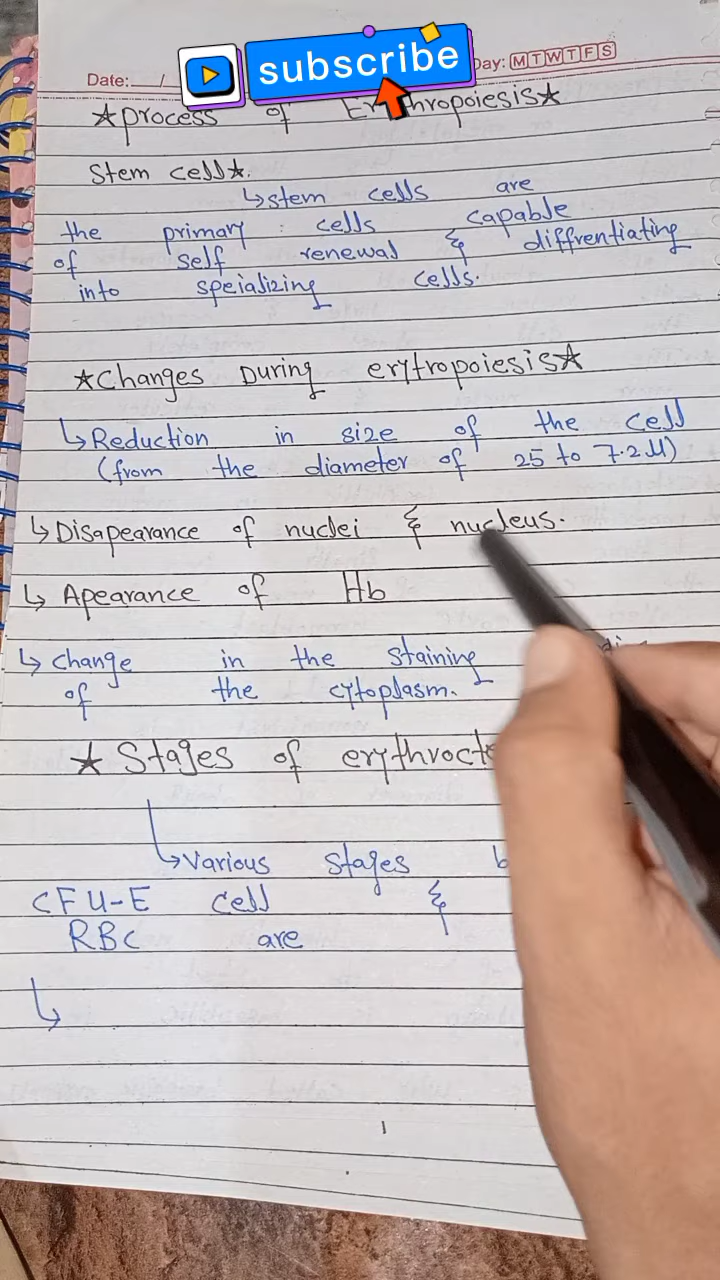 subscribe
Date: / Day: M T W T F S
★Process of Erythropoiesis★
Stem cell★.
↳stem cells are
the primary cells capable
of self renewal & diffrentiating
into speializing cells.
★Changes During erytropoiesis★
↳Reduction in size of the cell
(from the diameter of 25 to 7.2 M)
↳Disapearance of nuclei & nucleus.
↳ Apearance of Hb
↳ Change in the staining
of the cytoplasm.
★Stages of
↳Various stages
CFU-E cell &
RBC are
↳